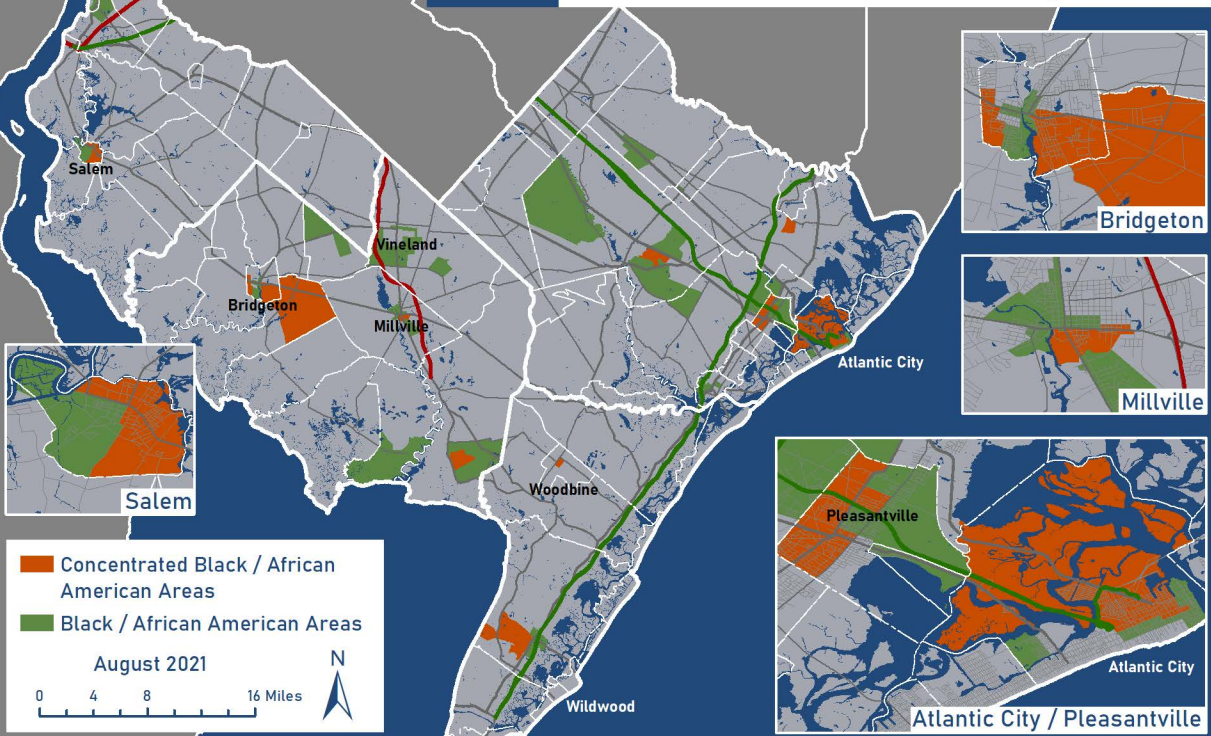 Salem
Vineland
Bridgeton
Millville
Atlantic City
Woodbine
Wildwood
Bridgeton
Millville
Salem
Pleasantville
Atlantic City
Atlantic City / Pleasantville
Concentrated Black / African
American Areas
Black / African American Areas
August 2021
N
0 4 8 16 Miles